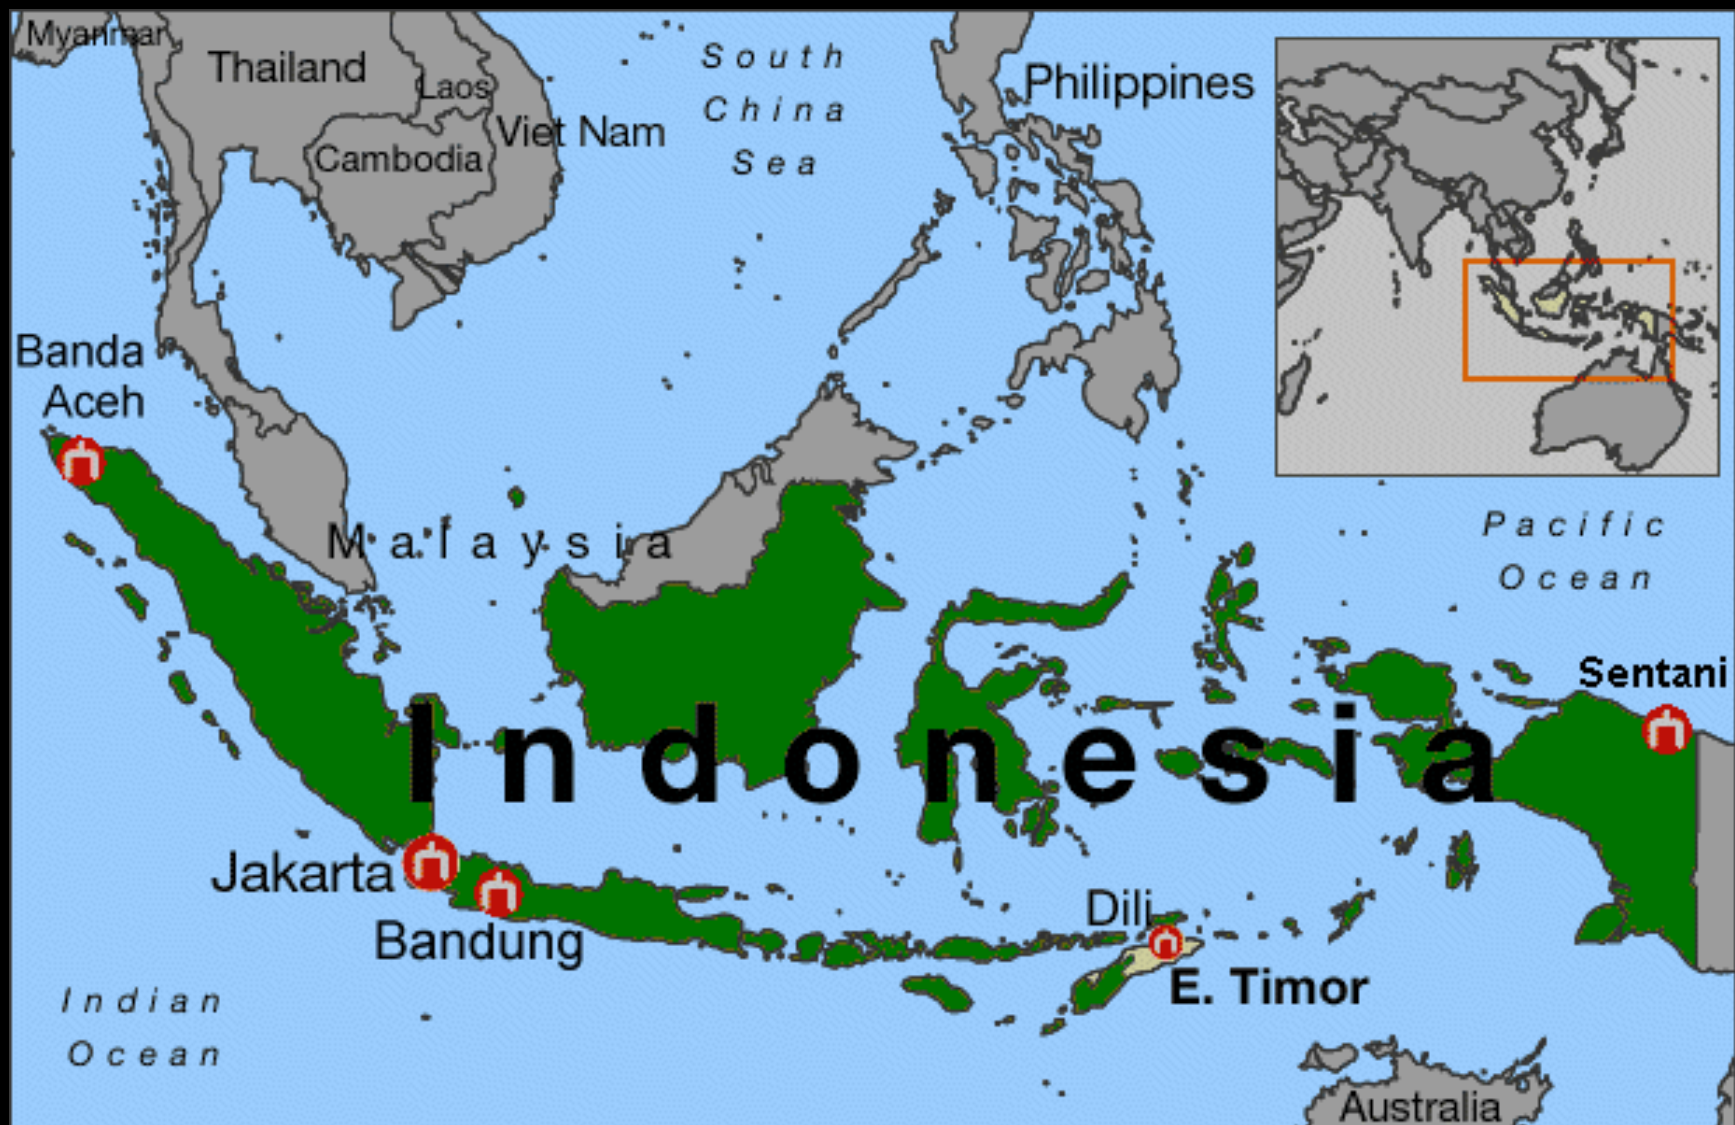 Myanmar
Thailand
Laos
Viet Nam
Cambodia
South
China
Sea
Philippines
Banda
Aceh
Malaysia
Pacific
Ocean
Sentani
Indonesia
Jakarta
Bandung
Dili
E. Timor
Indian
Ocean
Australia